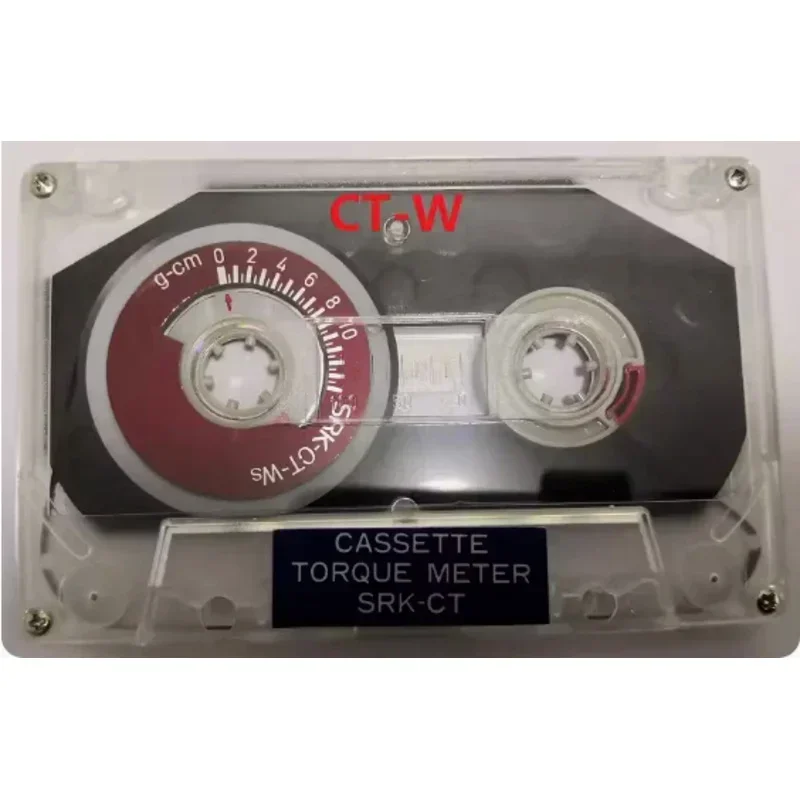 CT-W
g-cm 0 2 4 6 8 10
SRK-CT-Ws
CASSETTE
TORQUE METER
SRK-CT